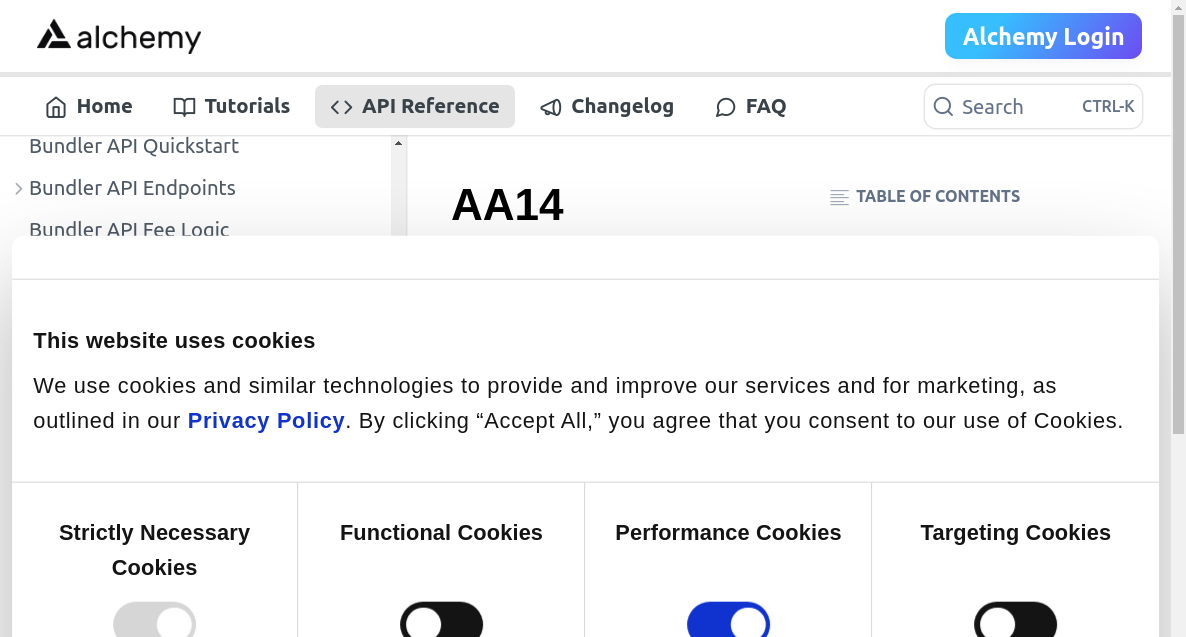 alchemy
Alchemy Login
Home
Tutorials
API Reference
Changelog
FAQ
Search
CTRL-K
Bundler API Quickstart
Bundler API Endpoints
Bundler API Fee Logic
AA14
TABLE OF CONTENTS
This website uses cookies
We use cookies and similar technologies to provide and improve our services and for marketing, as
outlined in our Privacy Policy. By clicking “Accept All,” you agree that you consent to our use of Cookies.
Strictly Necessary
Cookies
Functional Cookies
Performance Cookies
Targeting Cookies